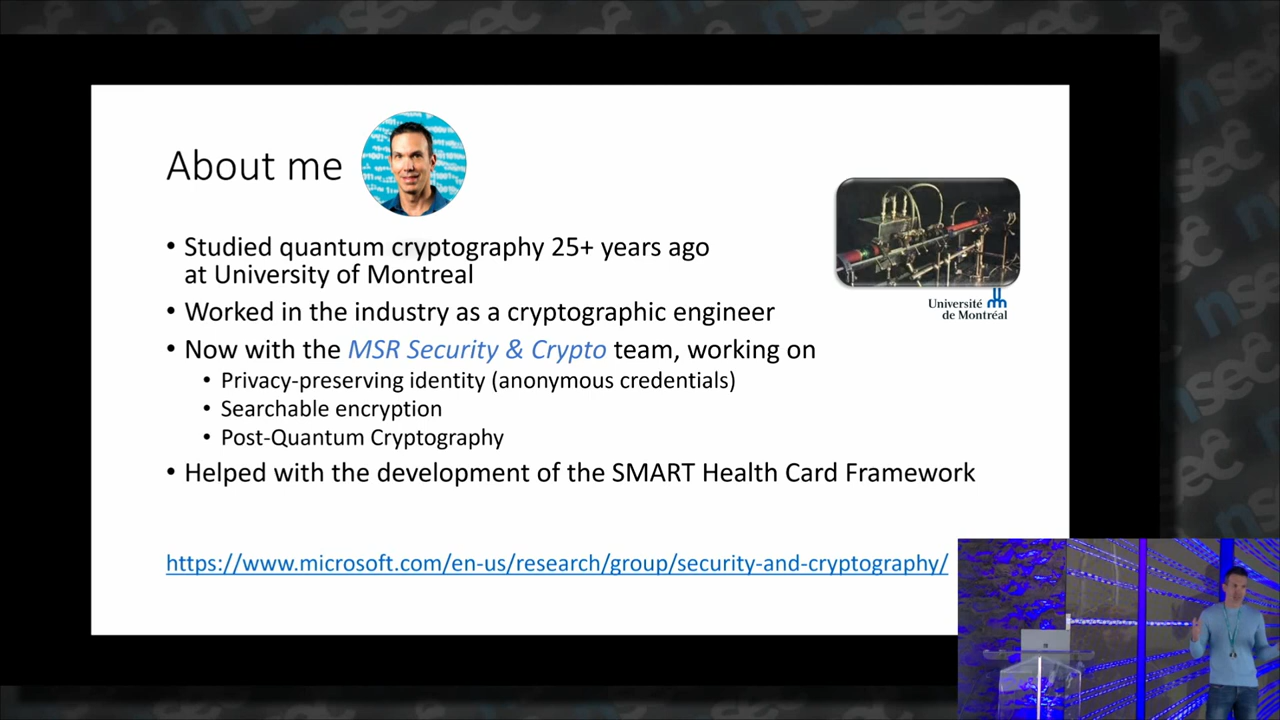 About me
• Studied quantum cryptography 25+ years ago
at University of Montreal
• Worked in the industry as a cryptographic engineer
• Now with the MSR Security & Crypto team, working on
• Privacy-preserving identity (anonymous credentials)
• Searchable encryption
• Post-Quantum Cryptography
• Helped with the development of the SMART Health Card Framework
Université
de Montréal
https://www.microsoft.com/en-us/research/group/security-and-cryptography/
nsec